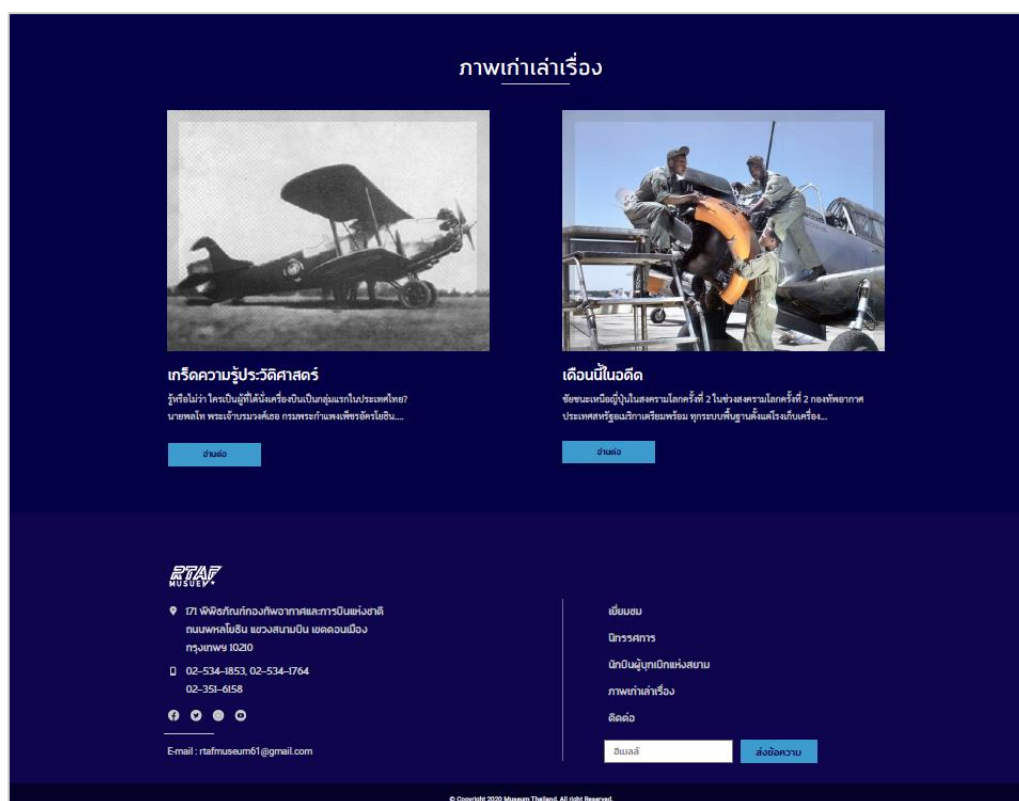 ภาพเก่าเล่าเรื่อง
เกร็ดความรู้ประวัติศาสตร์
รู้หรือไม่ว่า ใครเป็นผู้ที่ได้นั่งเครื่องบินเป็นกลุ่มแรกในประเทศไทย?
นายพลโท พระเจ้าบรมวงศ์เธอ กรมพระกำแพงเพ็ชรอัครโยธิน....
อ่านต่อ
เดือนนี้ในอดีต
ชัยชนะเหนือญี่ปุ่นในสงครามโลกครั้งที่ 2 ในช่วงสงครามโลกครั้งที่ 2 กองทัพอากาศ
ประเทศสหรัฐอเมริกาเตรียมพร้อม ทุกระบบพื้นฐานตั้งแต่โรงเก็บเครื่อง...
อ่านต่อ
RTAF
MUSUEM
171 พิพิธภัณฑ์กองทัพอากาศและการบินแห่งชาติ
ถนนพหลโยธิน แขวงสนามบิน เขตดอนเมือง
กรุงเทพฯ 10210
02-534-1853, 02-534-1764
02-351-6158
E-mail : rtafmuseum61@gmail.com
เยี่ยมชม
นิทรรศการ
นักบินผู้บุกเบิกแห่งสยาม
ภาพเก่าเล่าเรื่อง
ติดต่อ
อีเมลล์
ส่งข้อความ
© Copyright 2020 Museum Thailand. All right Reserved.